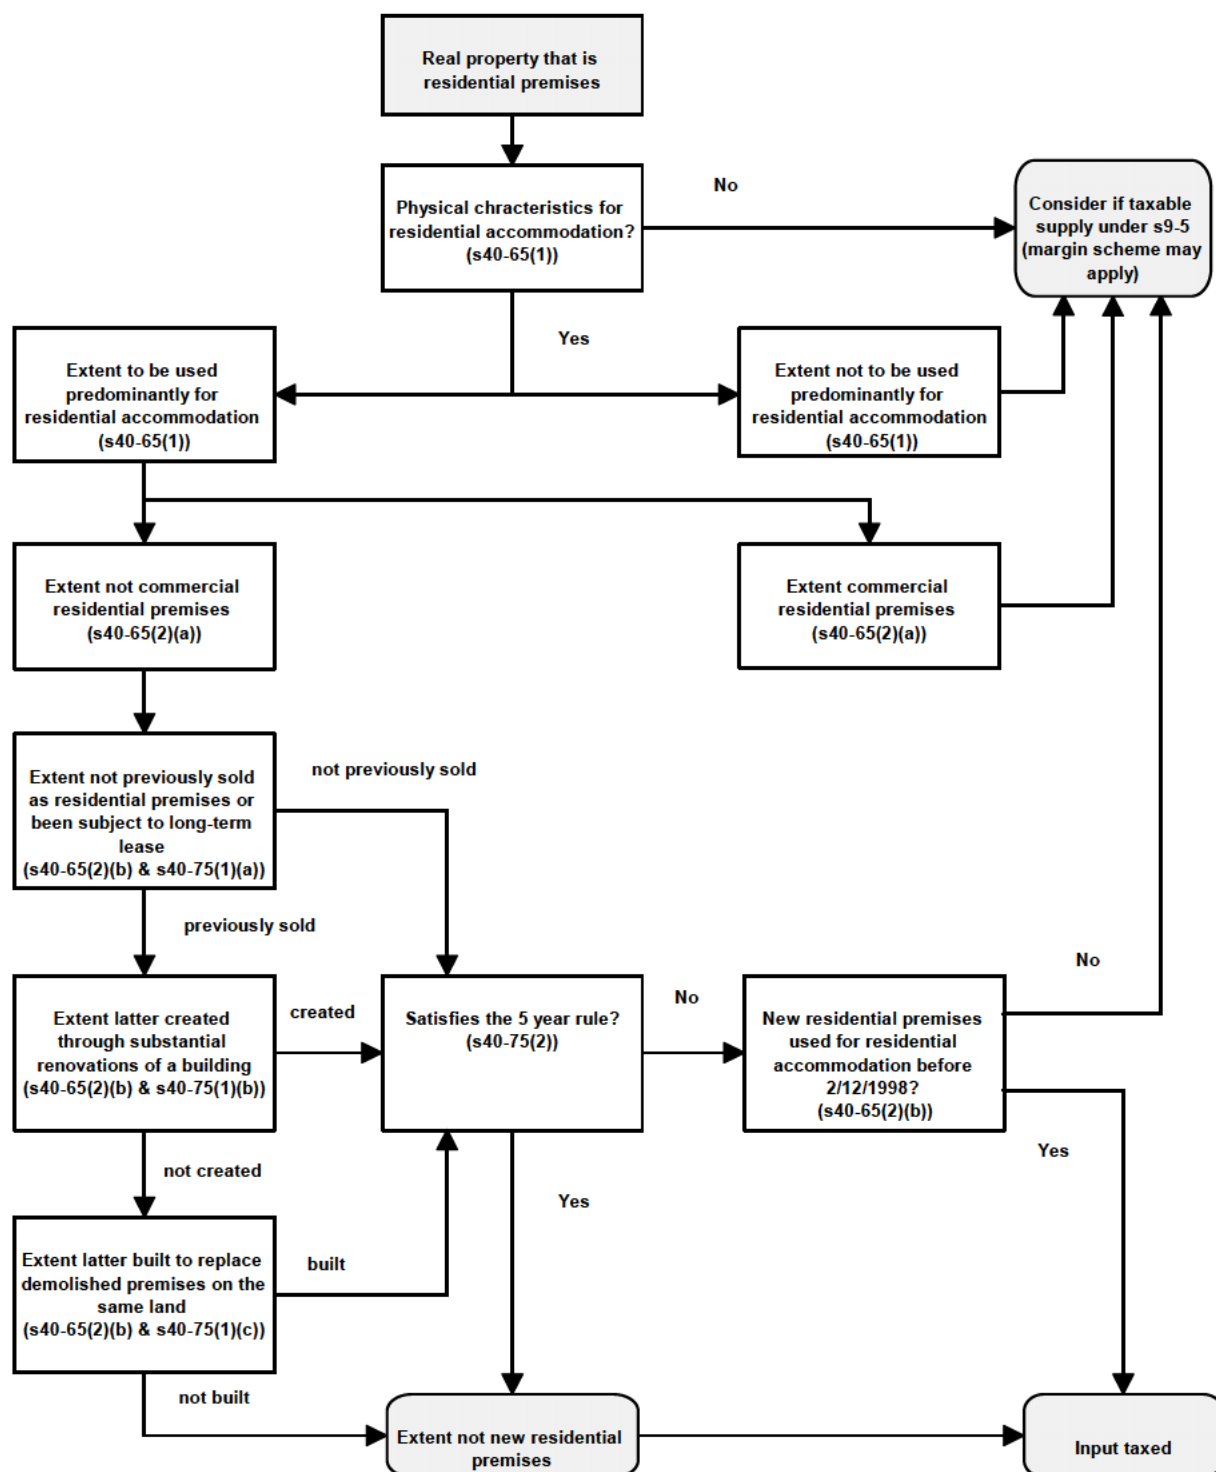 Real property that is
residential premises
No
Physical chracteristics for
residential accommodation?
(s40-65(1))
Consider if taxable
supply under s9-5
(margin scheme may
apply)
Yes
Extent to be used
predominantly for
residential accommodation
(s40-65(1))
Extent not to be used
predominantly for
residential accommodation
(s40-65(1))
Extent not commercial
residential premises
(s40-65(2)(a))
Extent commercial
residential premises
(s40-65(2)(a))
Extent not previously sold
as residential premises or
been subject to long-term
lease
(s40-65(2)(b) & s40-75(1)(a))
not previously sold
previously sold
Extent latter created
through substantial
renovations of a building
(s40-65(2)(b) & s40-75(1)(b))
created
Satisfies the 5 year rule?
(s40-75(2))
No
New residential premises
used for residential
accommodation before
2/12/1998?
(s40-65(2)(b))
No
Yes
not created
Yes
Extent latter built to replace
demolished premises on the
same land
(s40-65(2)(b) & s40-75(1)(c))
built
not built
Extent not new residential
premises
Input taxed